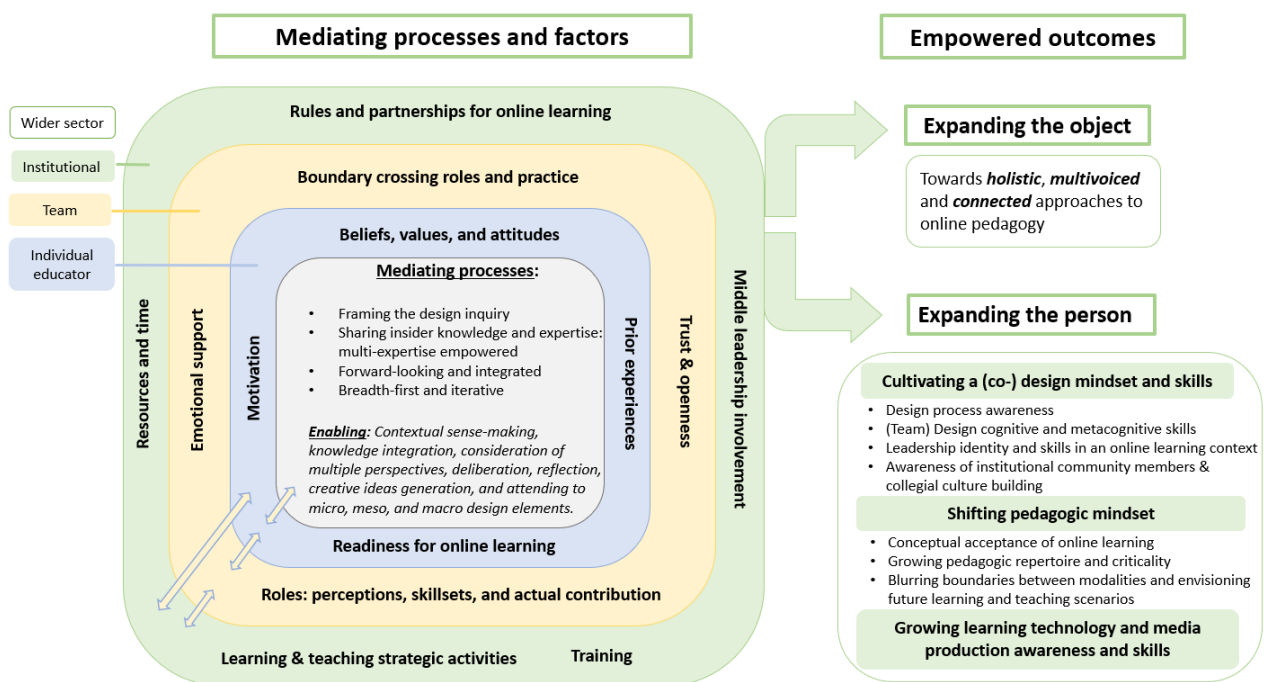 Mediating processes and factors
Empowered outcomes
Wider sector
Institutional
Team
Individual
educator
Rules and partnerships for online learning
Resources and time
Middle leadership involvement
Learning & teaching strategic activities
Training
Boundary crossing roles and practice
Emotional support
Trust & openness
Roles: perceptions, skillsets, and actual contribution
Beliefs, values, and attitudes
Motivation
Prior experiences
Readiness for online learning
Mediating processes:
• Framing the design inquiry
• Sharing insider knowledge and expertise:
multi-expertise empowered
• Forward-looking and integrated
• Breadth-first and iterative
Enabling: Contextual sense-making,
knowledge integration, consideration of
multiple perspectives, deliberation, reflection,
creative ideas generation, and attending to
micro, meso, and macro design elements.
Expanding the object
Towards holistic, multivoiced
and connected approaches to
online pedagogy
Expanding the person
Cultivating a (co-) design mindset and skills
• Design process awareness
• (Team) Design cognitive and metacognitive skills
• Leadership identity and skills in an online learning context
• Awareness of institutional community members &
collegial culture building
Shifting pedagogic mindset
• Conceptual acceptance of online learning
• Growing pedagogic repertoire and criticality
• Blurring boundaries between modalities and envisioning
future learning and teaching scenarios
Growing learning technology and media
production awareness and skills